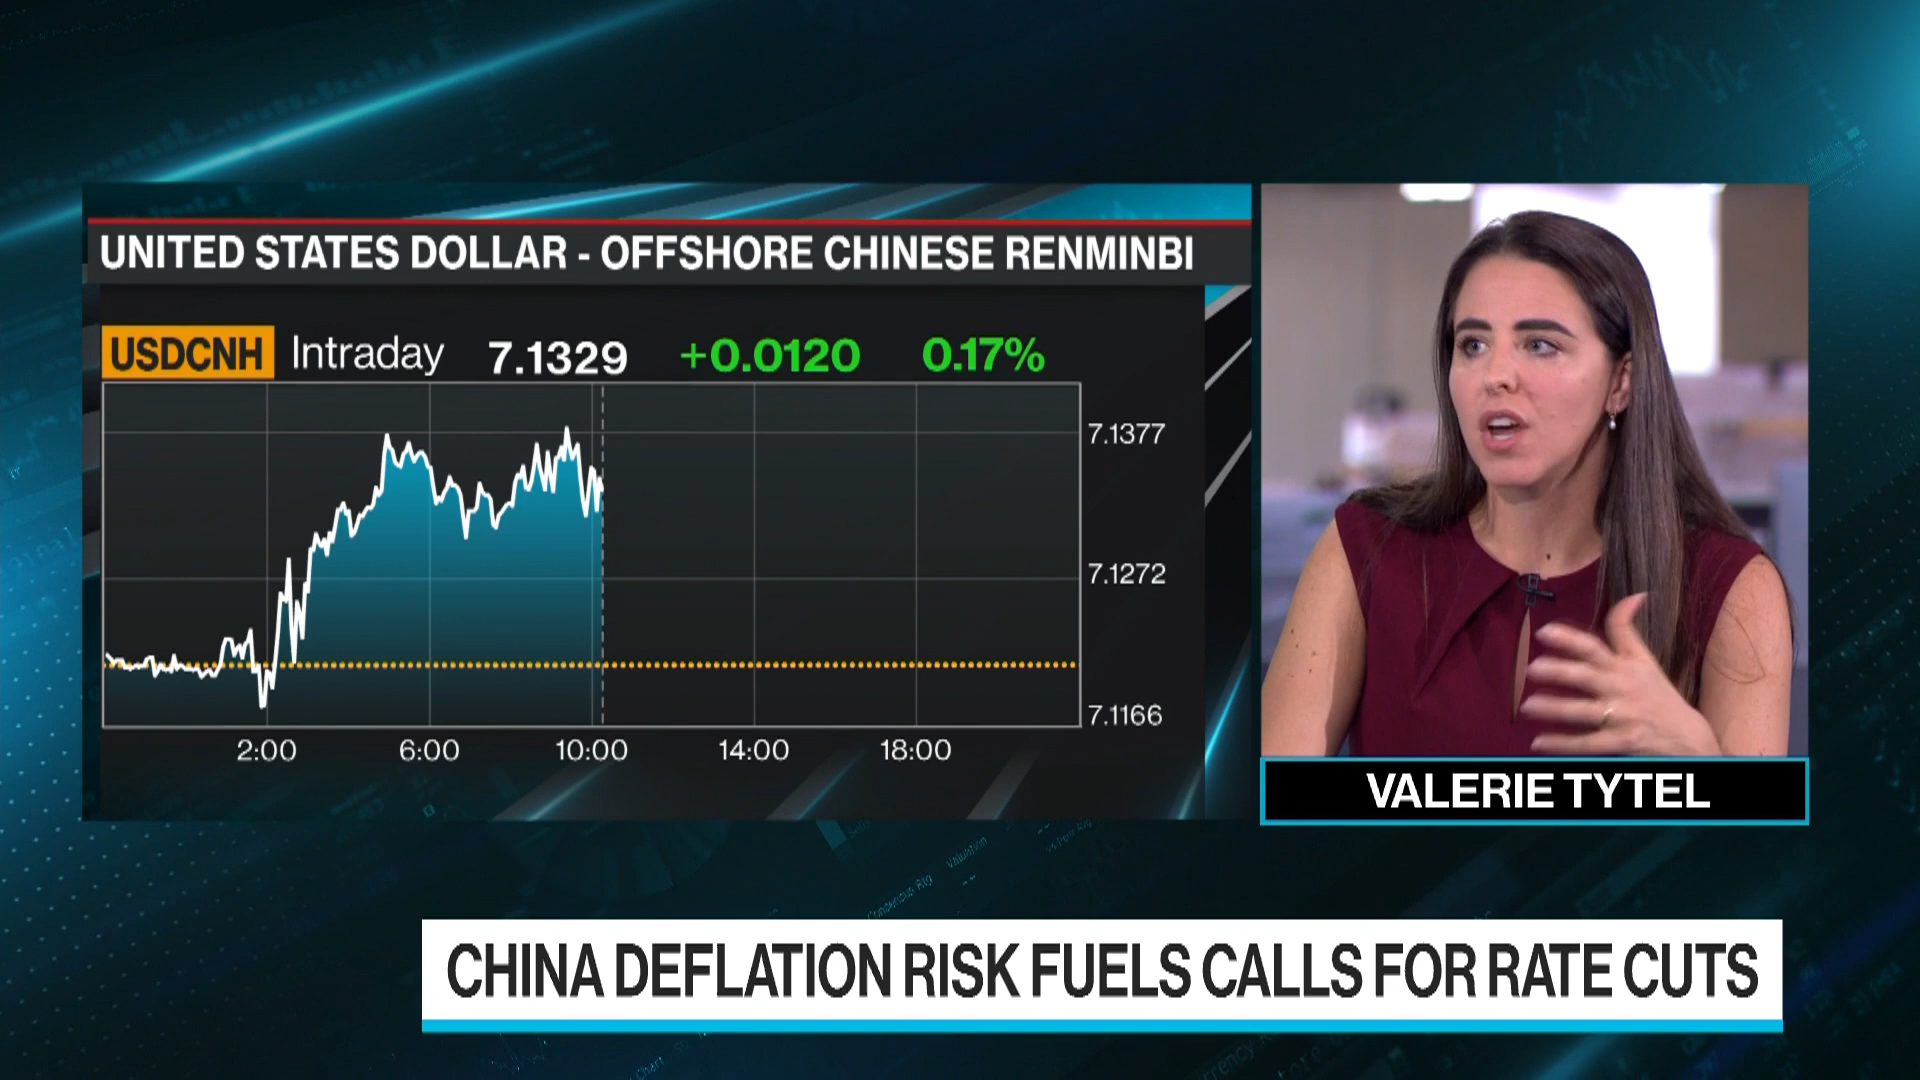 UNITED STATES DOLLAR - OFFSHORE CHINESE RENMINBI
USDCNH Intraday 7.1329 +0.0120 0.17%
7.1377
7.1272
7.1166
2:00 6:00 10:00 14:00 18:00
VALERIE TYTEL
Valuation
CHINA DEFLATION RISK FUELS CALLS FOR RATE CUTS